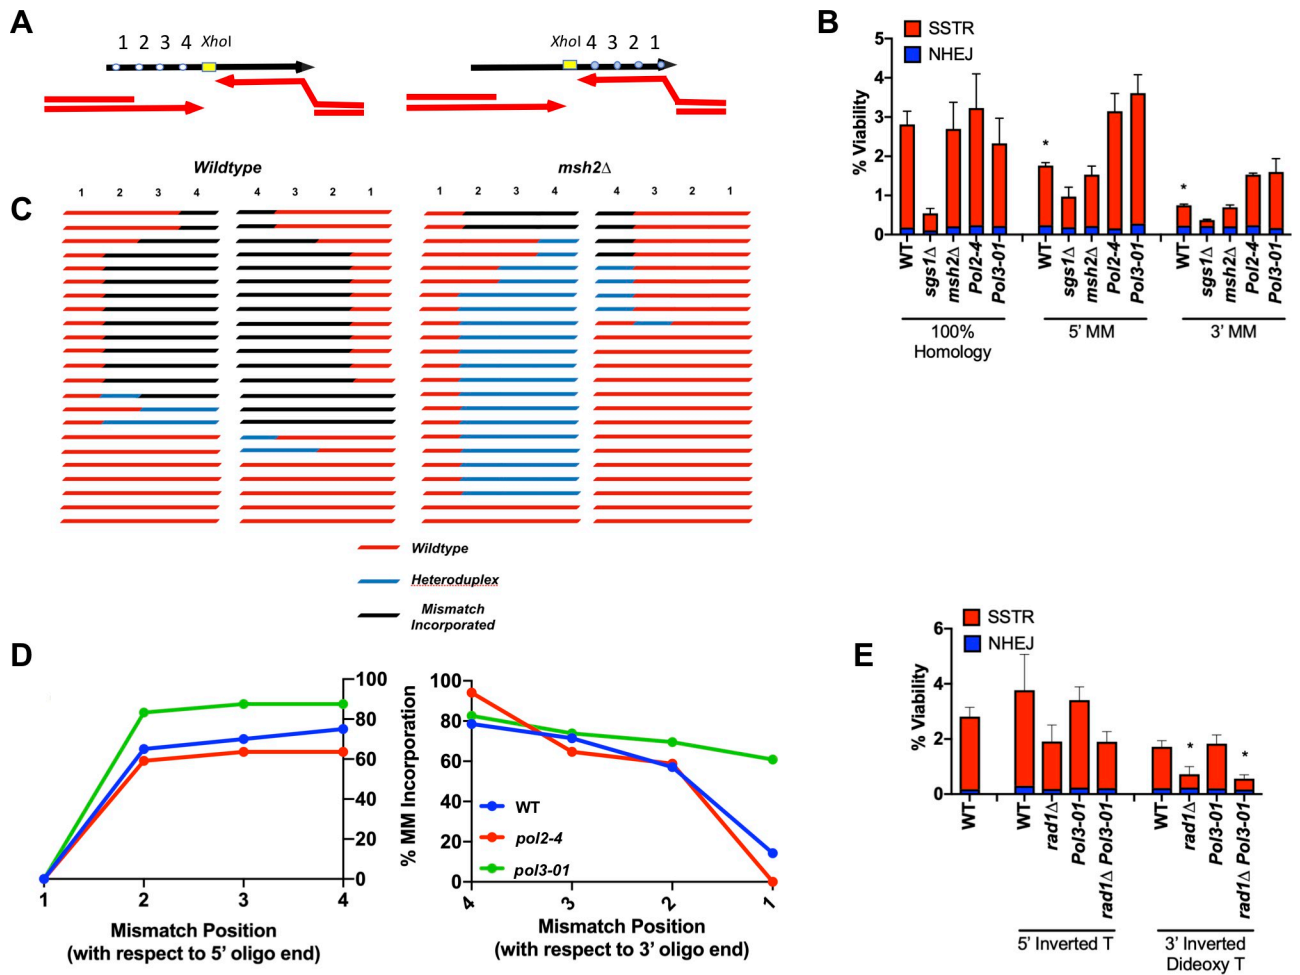 A
1 2 3 4 XhoI
XhoI 4 3 2 1
B
% Viability
5
4
3
2
1
0
SSTR
NHEJ
WT
sgs1Δ
msh2Δ
Pol2-4
Pol3-01
WT
sgs1Δ
msh2Δ
Pol2-4
Pol3-01
WT
sgs1Δ
msh2Δ
Pol2-4
Pol3-01
*
*
100%
Homology
5’ MM
3’ MM
C
Wildtype
msh2Δ
1 2 3 4
4 3 2 1
1 2 3 4
4 3 2 1
Wildtype
Heteroduplex
Mismatch
Incorporated
D
100
80
60
40
20
0
1 2 3 4
Mismatch Position
(with respect to 5’ oligo end)
% MM Incorporation
100
80
60
40
20
0
WT
pol2-4
pol3-01
4 3 2 1
Mismatch Position
(with respect to 3’ oligo end)
E
% Viability
6
4
2
0
SSTR
NHEJ
*
*
WT
WT
rad1Δ
Pol3-01
rad1Δ Pol3-01
WT
rad1Δ
Pol3-01
rad1Δ Pol3-01
5’ Inverted T
3’ Inverted
Dideoxy T